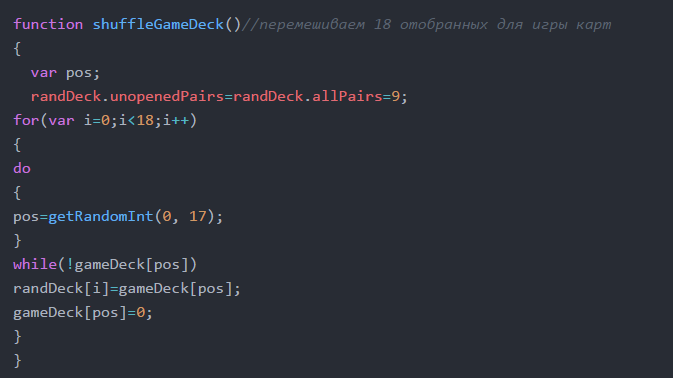 function shuffleGameDeck()//перемешиваем 18 отобранных для игры карт
{
  var pos;
  randDeck.unopenedPairs=randDeck.allPairs=9;
for(var i=0;i<18;i++)
{
do
{
pos=getRandomInt(0, 17);
}
while(!gameDeck[pos])
randDeck[i]=gameDeck[pos];
gameDeck[pos]=0;
}
}